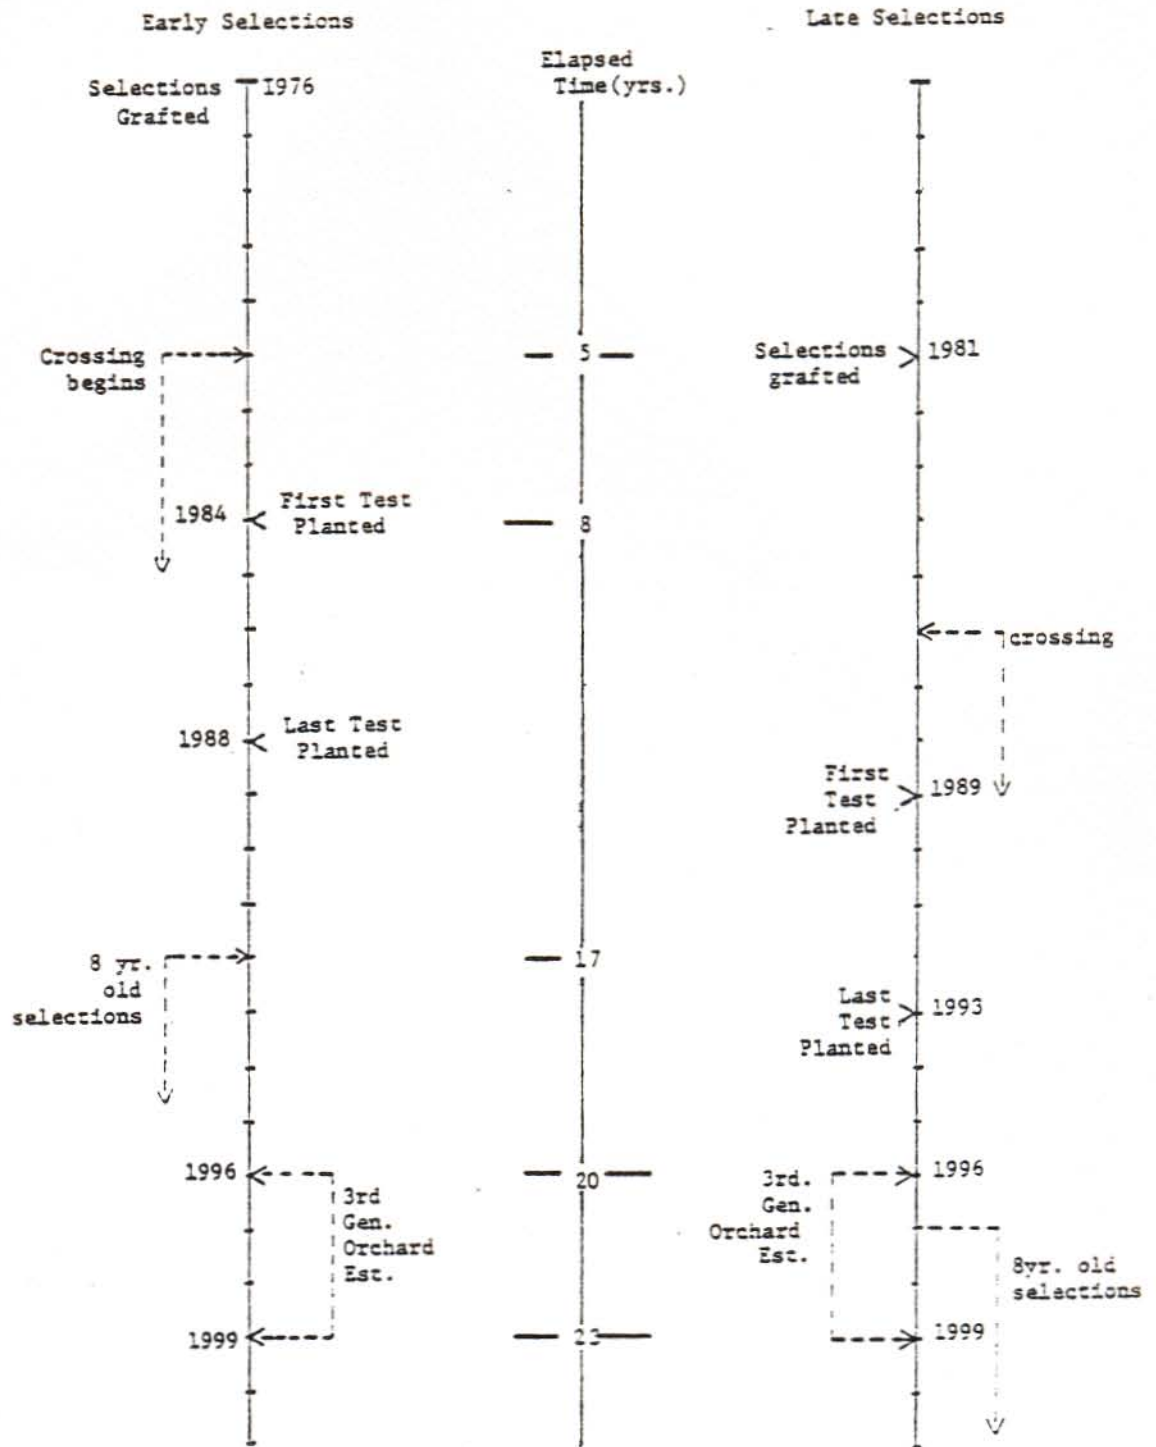 Early Selections
Late Selections
Elapsed
Time(yrs.)
Selections
Grafted
1976
Crossing
begins
5
Selections
grafted
1981
1984
First Test
Planted
8
crossing
1988
Last Test
Planted
First
Test
Planted
1989
8 yr.
old
selections
17
Last
Test
Planted
1993
1996
3rd
Gen.
Orchard
Est.
20
3rd.
Gen.
Orchard
Est.
1996
8yr. old
selections
1999
23
1999